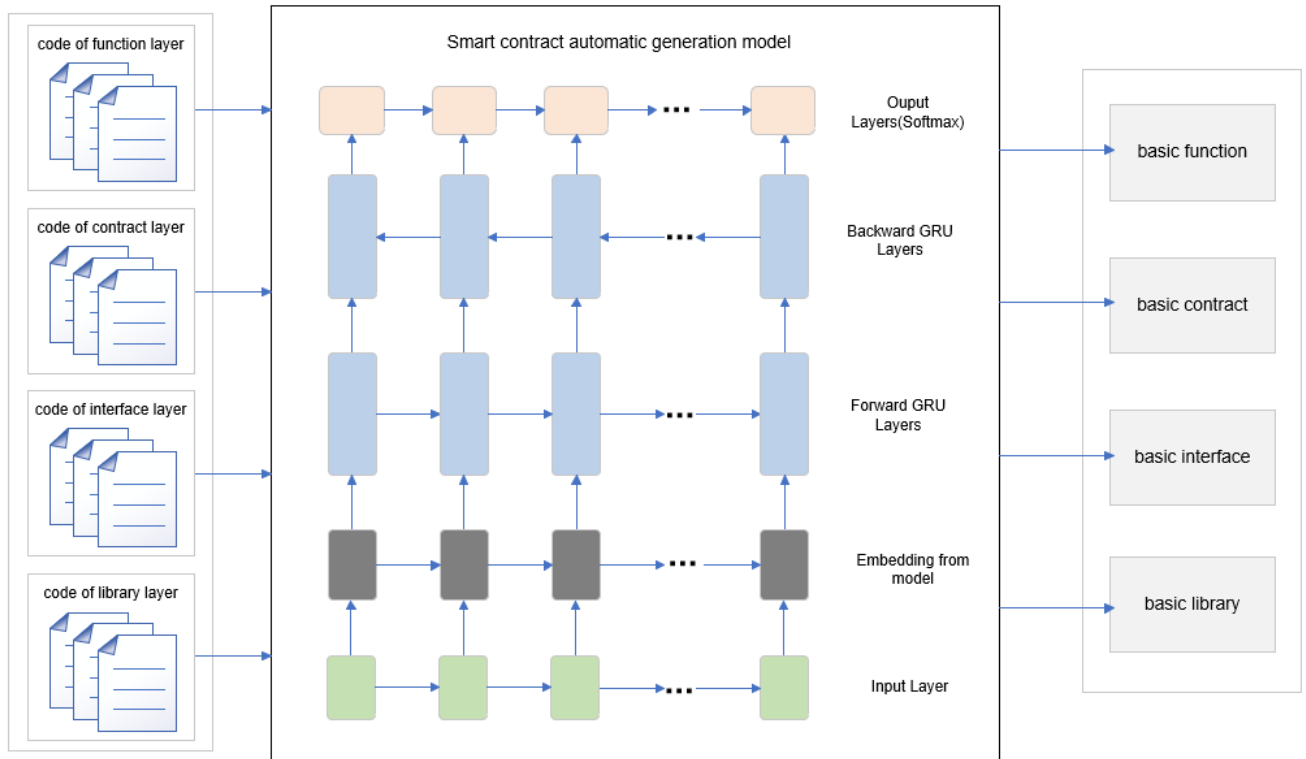 code of function layer
code of contract layer
code of interface layer
code of library layer
Smart contract automatic generation model
Ouput
Layers(Softmax)
Backward GRU
Layers
Forward GRU
Layers
Embedding from
model
Input Layer
basic function
basic contract
basic interface
basic library